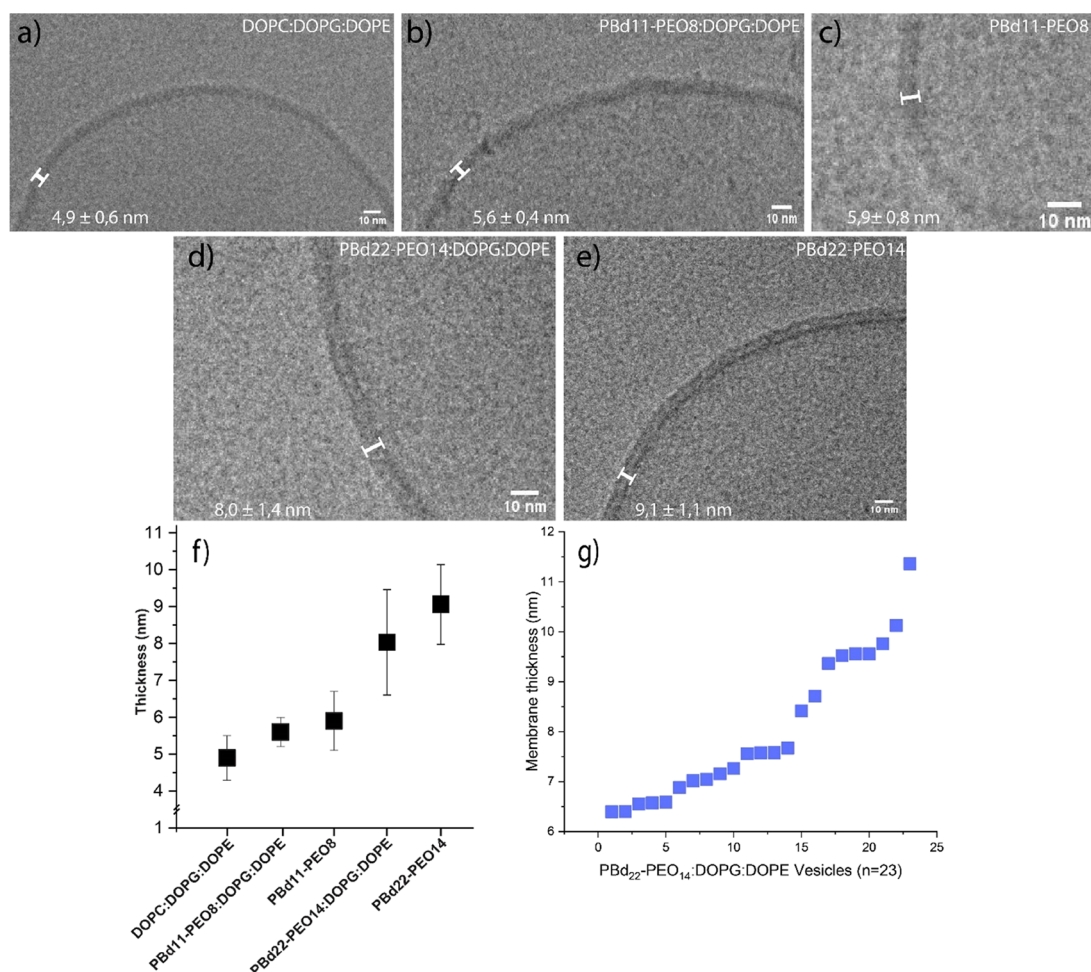 a)
DOPC:DOPG:DOPE
4,9 ± 0,6 nm
10 nm
b)
PBd11-PEO8:DOPG:DOPE
5,6 ± 0,4 nm
10 nm
c)
PBd11-PEO8
5,9± 0,8 nm
10 nm
d)
PBd22-PEO14:DOPG:DOPE
8,0 ± 1,4 nm
10 nm
e)
PBd22-PEO14
9,1 ± 1,1 nm
10 nm
f)
Thickness (nm)
11
10
9
8
7
6
5
4
1
DOPC:DOPG:DOPE
PBd11-PEO8:DOPG:DOPE
PBd11-PEO8
PBd22-PEO14:DOPG:DOPE
PBd22-PEO14
g)
Membrane thickness (nm)
12
11
10
9
8
7
6
0 5 10 15 20 25
PBd₂₂-PEO₁₄:DOPG:DOPE Vesicles (n=23)